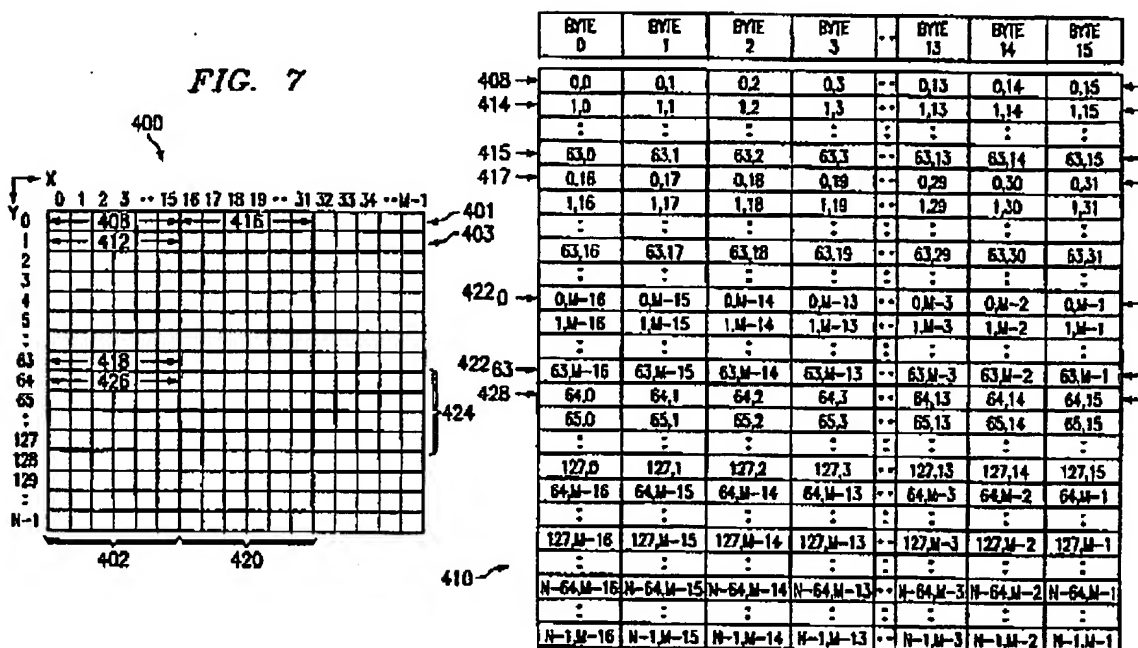 FIG. 7
400
X
0 1 2 3 •• 15 16 17 18 19 •• 31 32 33 34 ••M-1
Y
0 408 416 401
1 412 403
2
3
4
5
:
63 418
64 426
65
:
127
128
129
:
N-1
424
402 420
BYTE 0 BYTE 1 BYTE 2 BYTE 3 •• BYTE 13 BYTE 14 BYTE 15
408 0,0 0,1 0,2 0,3 •• 0,13 0,14 0,15
414 1,0 1,1 1,2 1,3 •• 1,13 1,14 1,15
: : : : : : : :
415 63,0 63,1 63,2 63,3 •• 63,13 63,14 63,15
417 0,16 0,17 0,18 0,19 •• 0,29 0,30 0,31
1,16 1,17 1,18 1,19 •• 1,29 1,30 1,31
: : : : : : : :
63,16 63,17 63,18 63,19 •• 63,29 63,30 63,31
: : : : : : : :
422 0 0,M-16 0,M-15 0,M-14 0,M-13 •• 0,M-3 0,M-2 0,M-1
1,M-16 1,M-15 1,M-14 1,M-13 •• 1,M-3 1,M-2 1,M-1
: : : : : : : :
422 63 63,M-16 63,M-15 63,M-14 63,M-13 •• 63,M-3 63,M-2 63,M-1
428 64,0 64,1 64,2 64,3 •• 64,13 64,14 64,15
65,0 65,1 65,2 65,3 •• 65,13 65,14 65,15
: : : : : : : :
127,0 127,1 127,2 127,3 •• 127,13 127,14 127,15
64,M-16 64,M-15 64,M-14 64,M-13 •• 64,M-3 64,M-2 64,M-1
: : : : : : : :
127,M-16 127,M-15 127,M-14 127,M-13 •• 127,M-3 127,M-2 127,M-1
410 : : : : : : : :
N-64,M-16 N-64,M-15 N-64,M-14 N-64,M-13 •• N-64,M-3 N-64,M-2 N-64,M-1
: : : : : : : :
N-1,M-16 N-1,M-15 N-1,M-14 N-1,M-13 •• N-1,M-3 N-1,M-2 N-1,M-1